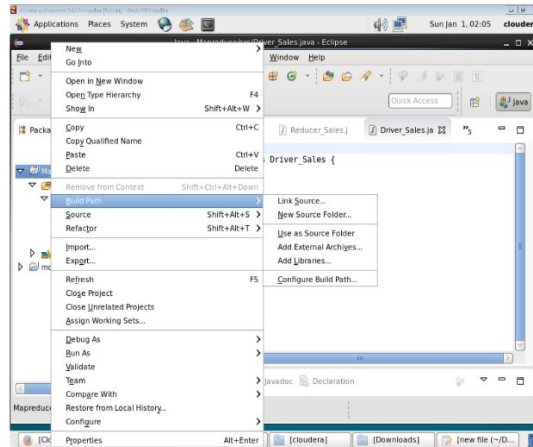 Applications Places System
Sun Jan 1, 02:05 clouder
Driver_Sales.java - Eclipse
File
Window Help
Quick Access
Java
Packa
Reducer_Sales.j
Driver_Sales.ja
s Driver_Sales {
New
Go Into
Open in New Window
Open Type Hierarchy F4
Show In Shift+Alt+W
Copy Ctrl+C
Copy Qualified Name
Paste Ctrl+V
Delete Delete
Remove from Context Shift+Ctrl+Alt+Down
Build Path
Source Shift+Alt+S
Refactor Shift+Alt+T
Import...
Export...
Refresh F5
Close Project
Close Unrelated Projects
Assign Working Sets...
Debug As
Run As
Validate
Team
Compare With
Restore from Local History...
Configure
Properties Alt+Enter
Link Source...
New Source Folder...
Use as Source Folder
Add External Archives...
Add Libraries...
Configure Build Path...
Javadoc Declaration
Mapreduc
[Clo
[cloudera]
[Downloads]
[new file (~/D...